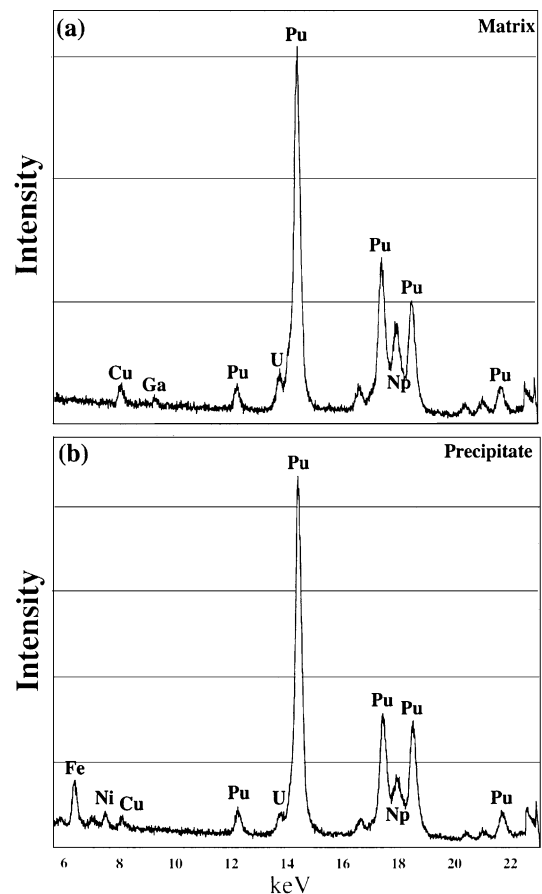 (a)
Matrix
Pu
Intensity
Pu
Pu
Cu
Ga
Pu
U
Np
Pu
(b)
Precipitate
Pu
Intensity
Pu
Pu
Fe
Ni
Cu
Pu
U
Np
Pu
6 8 10 12 14 16 18 20 22
keV